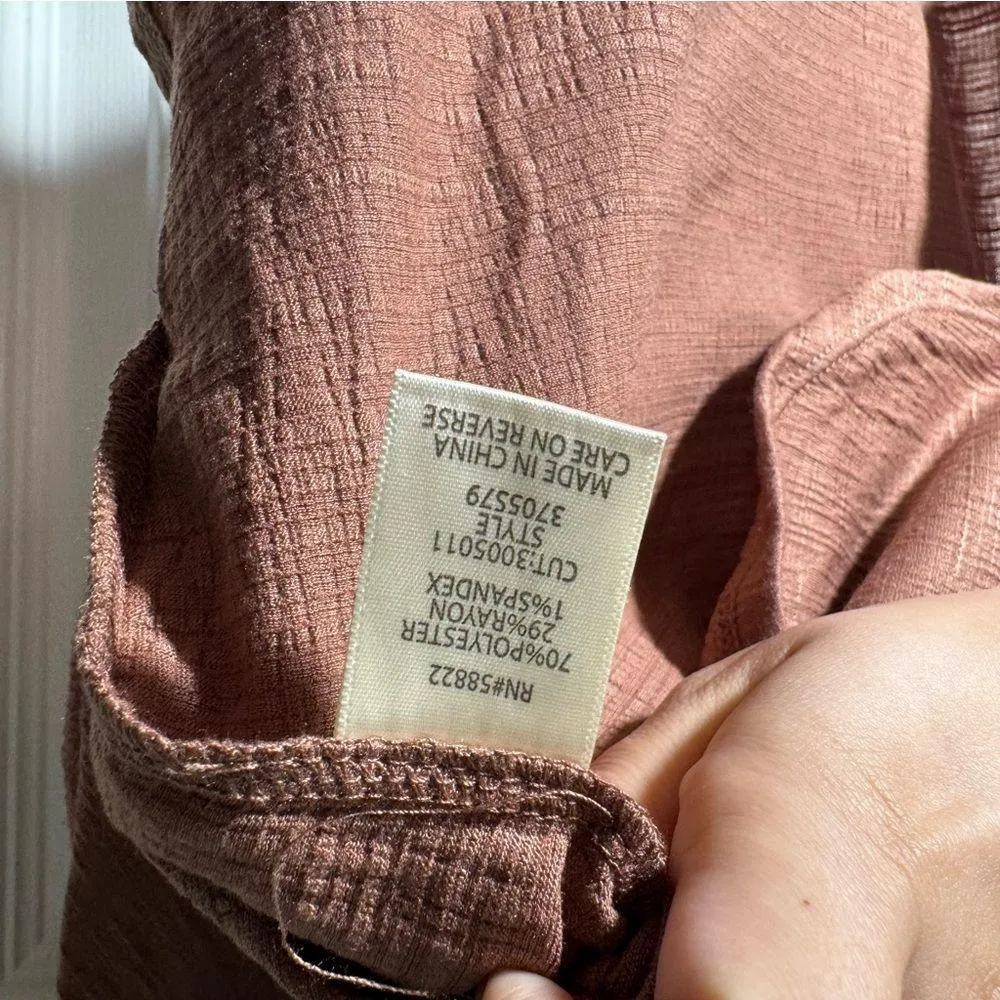 RN#58822
70%POLYESTER
29%RAYON
1%SPANDEX
CUT:3005011
STYLE
3705579
MADE IN CHINA
CARE ON REVERSE